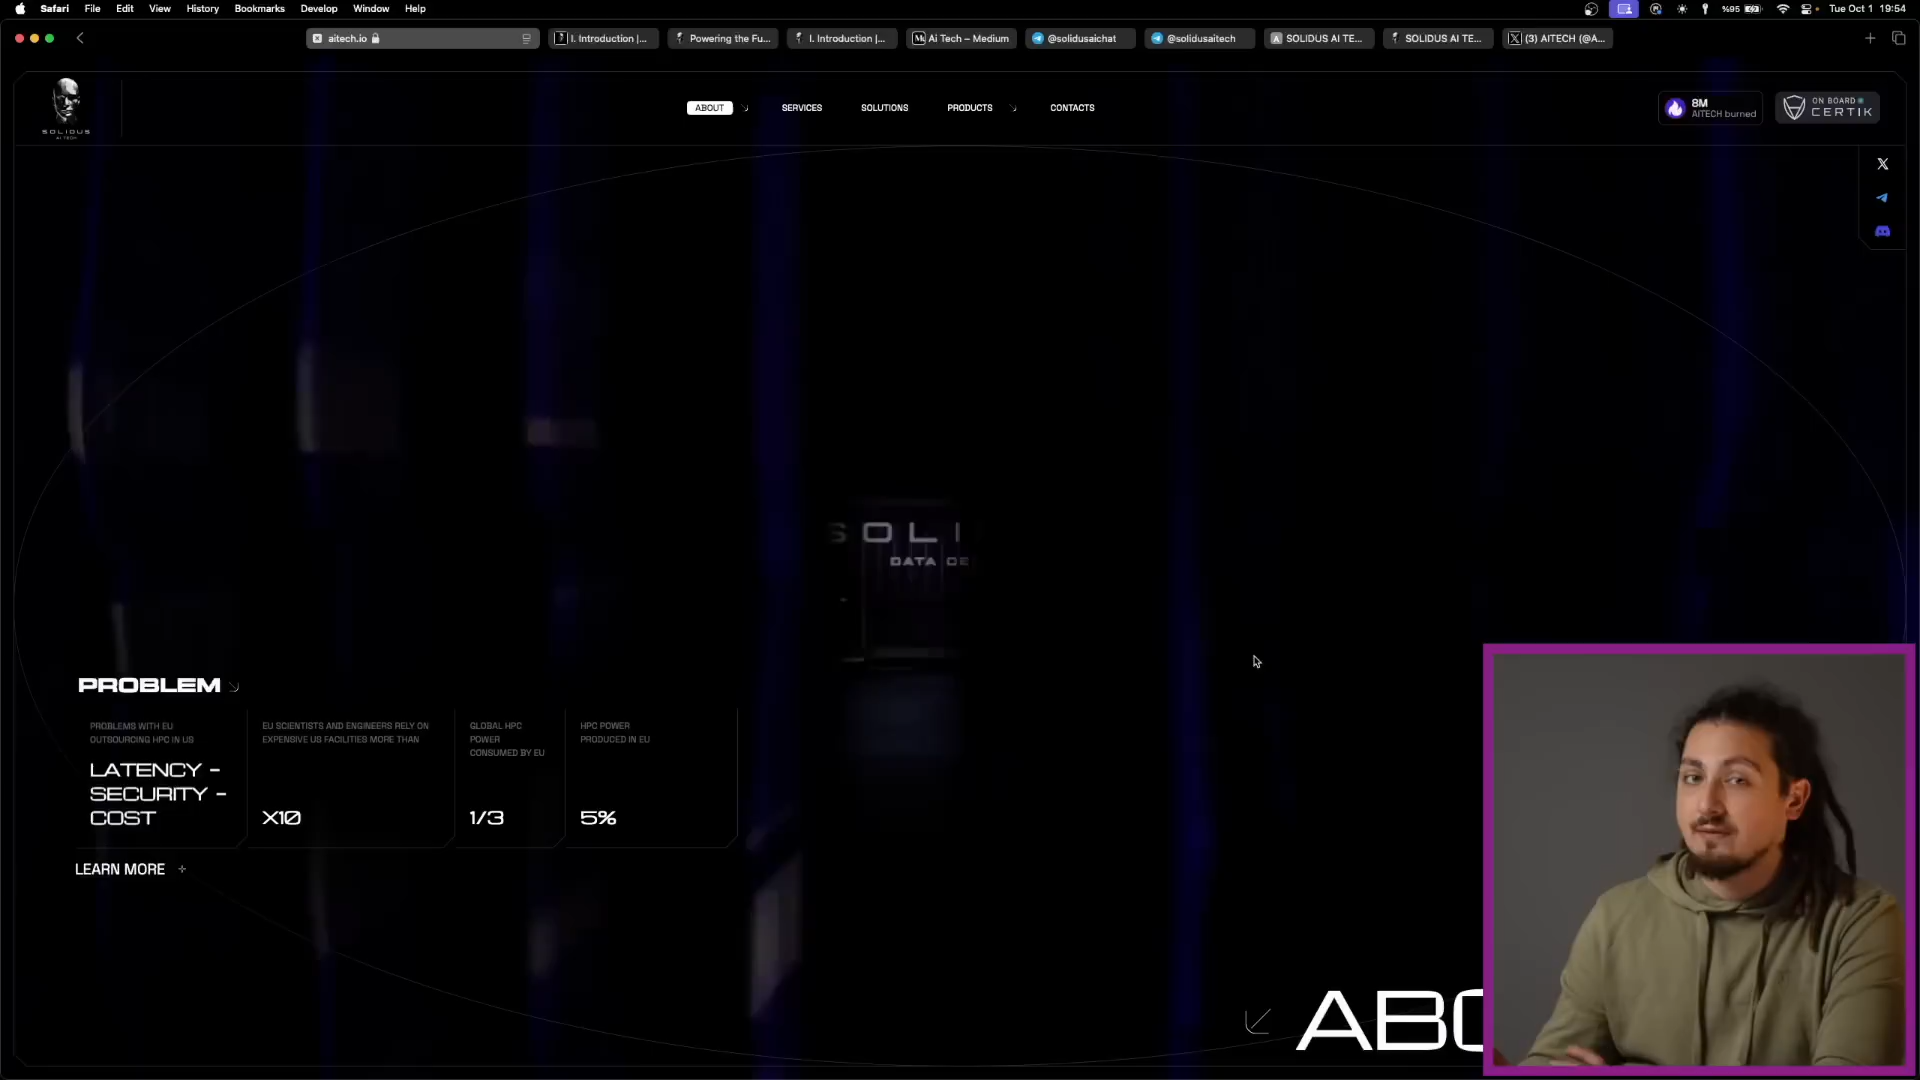 Safari File Edit View History Bookmarks Develop Window Help
%95 Tue Oct 1 19:54
aitech.io
I. Introduction |...
Powering the Fu...
I. Introduction |...
Ai Tech – Medium
@solidusaichat
@solidusaitech
SOLIDUS AI TE...
SOLIDUS AI TE...
(3) AITECH (@A...
SOLIDUS
AI TECH
ABOUT
SERVICES
SOLUTIONS
PRODUCTS
CONTACTS
8M
AITECH burned
ON BOARD
CERTIK
SOLI
DATA CE
PROBLEM
PROBLEMS WITH EU
OUTSOURCING HPC IN US
LATENCY -
SECURITY -
COST
EU SCIENTISTS AND ENGINEERS RELY ON
EXPENSIVE US FACILITIES MORE THAN
X10
GLOBAL HPC
POWER
CONSUMED BY EU
1/3
HPC POWER
PRODUCED IN EU
5%
LEARN MORE +
ABO